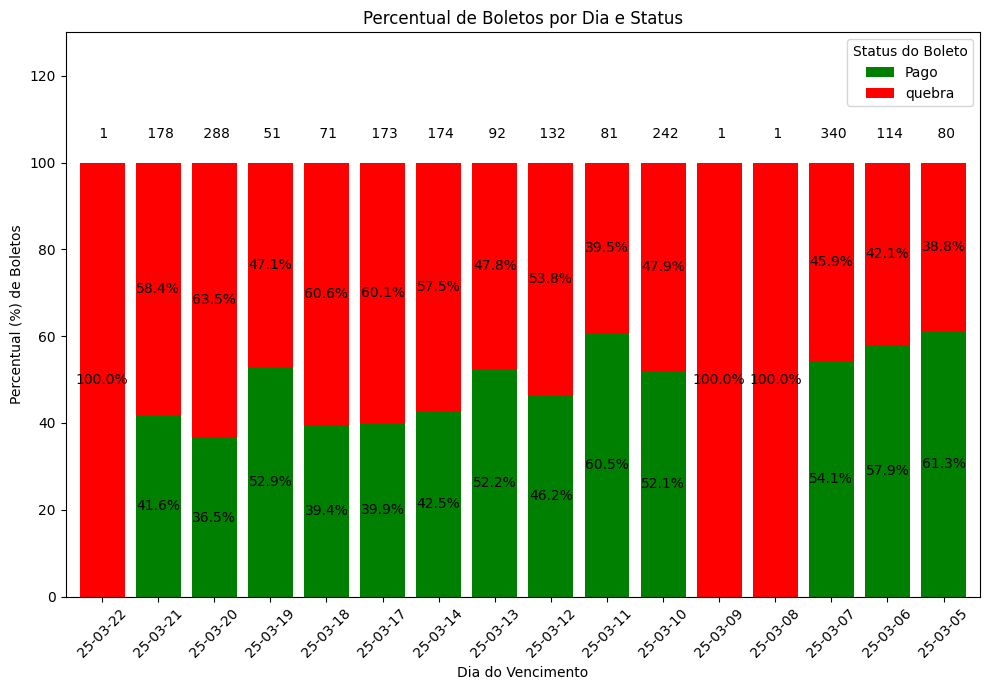 Percentual de Boletos por Dia e Status
Status do Boleto
Pago
quebra
Percentual (%) de Boletos
120
100
80
60
40
20
0
1 178 288 51 71 173 174 92 132 81 242 1 1 340 114 80
100.0% 58.4% 63.5% 47.1% 60.6% 60.1% 57.5% 47.8% 53.8% 39.5% 47.9% 100.0% 100.0% 45.9% 42.1% 38.8%
41.6% 36.5% 52.9% 39.4% 39.9% 42.5% 52.2% 46.2% 60.5% 52.1% 54.1% 57.9% 61.3%
25-03-22 25-03-21 25-03-20 25-03-19 25-03-18 25-03-17 25-03-14 25-03-13 25-03-12 25-03-11 25-03-10 25-03-09 25-03-08 25-03-07 25-03-06 25-03-05
Dia do Vencimento